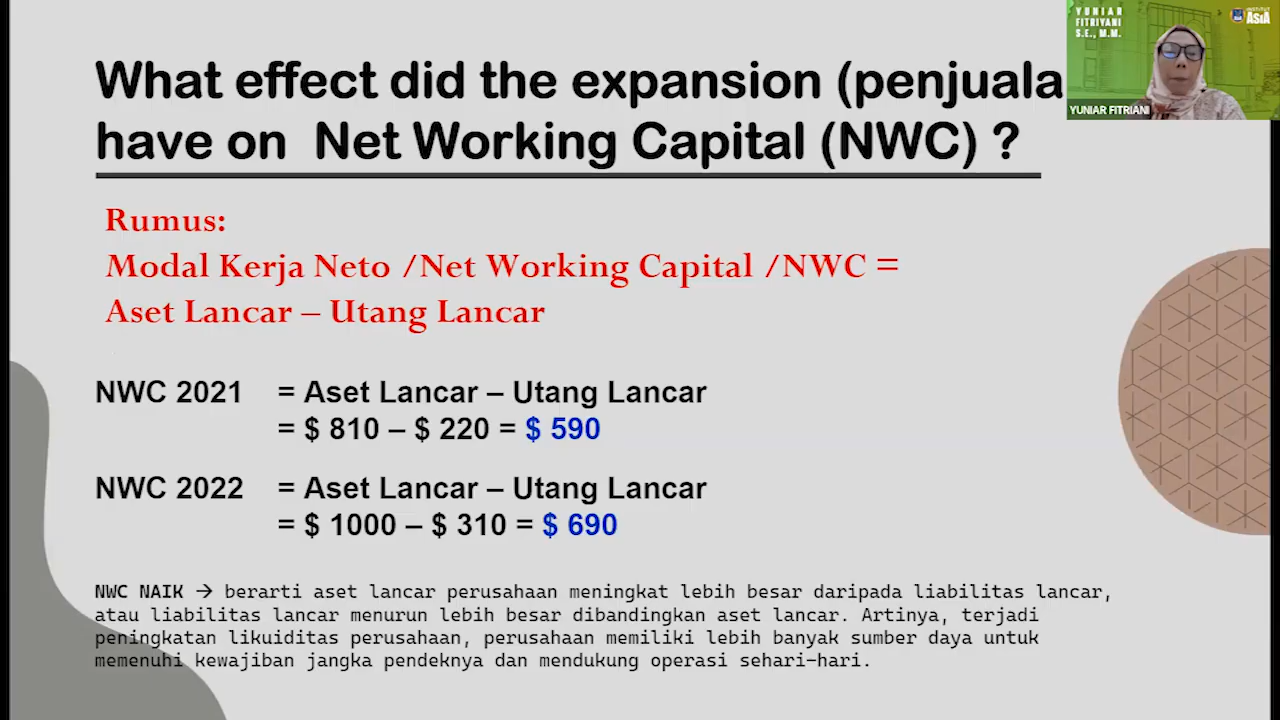 What effect did the expansion (penjuala
have on Net Working Capital (NWC) ?
YUNIAR
FITRIYANI
S.E., M.M.
INSTITUT
ASIA
YUNIAR FITRIANI
Rumus:
Modal Kerja Neto /Net Working Capital /NWC =
Aset Lancar – Utang Lancar
NWC 2021 = Aset Lancar – Utang Lancar
= $ 810 – $ 220 = $ 590
NWC 2022 = Aset Lancar – Utang Lancar
= $ 1000 – $ 310 = $ 690
NWC NAIK → berarti aset lancar perusahaan meningkat lebih besar daripada liabilitas lancar,
atau liabilitas lancar menurun lebih besar dibandingkan aset lancar. Artinya, terjadi
peningkatan likuiditas perusahaan, perusahaan memiliki lebih banyak sumber daya untuk
memenuhi kewajiban jangka pendeknya dan mendukung operasi sehari-hari.